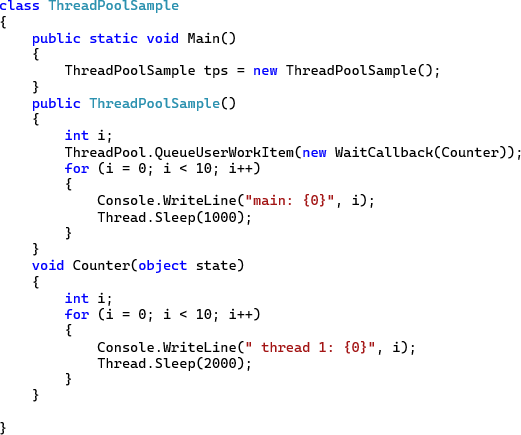 class ThreadPoolSample
{
    public static void Main()
    {
        ThreadPoolSample tps = new ThreadPoolSample();
    }
    public ThreadPoolSample()
    {
        int i;
        ThreadPool.QueueUserWorkItem(new WaitCallback(Counter));
        for (i = 0; i < 10; i++)
        {
            Console.WriteLine("main: {0}", i);
            Thread.Sleep(1000);
        }
    }
    void Counter(object state)
    {
        int i;
        for (i = 0; i < 10; i++)
        {
            Console.WriteLine(" thread 1: {0}", i);
            Thread.Sleep(2000);
        }
    }

}